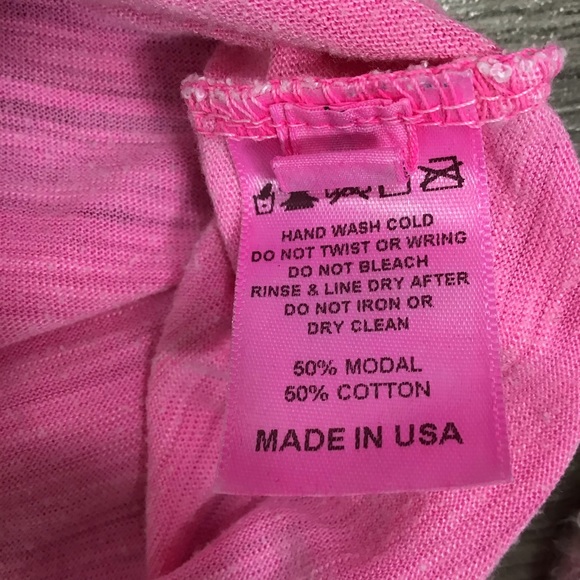 HAND WASH COLD
DO NOT TWIST OR WRING
DO NOT BLEACH
RINSE & LINE DRY AFTER
DO NOT IRON OR
DRY CLEAN
50% MODAL
50% COTTON
MADE IN USA